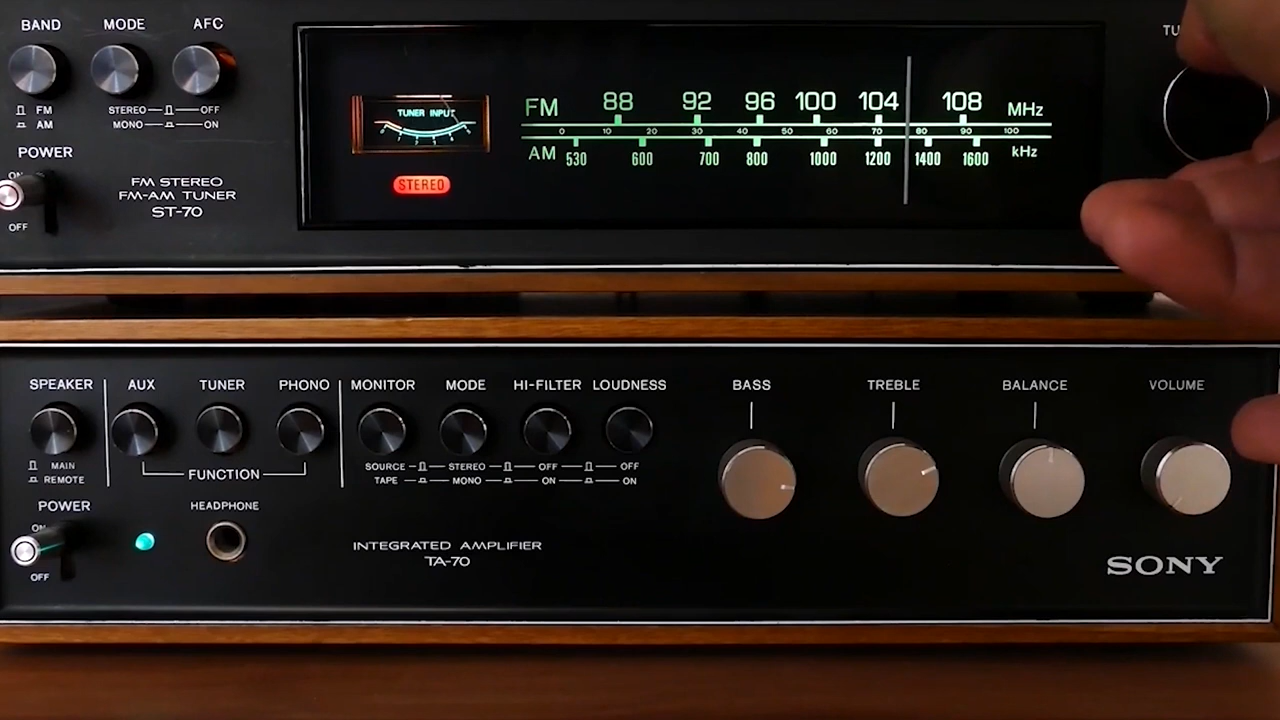 BAND MODE AFC
FM
AM
STEREO OFF
MONO ON
POWER
ON
OFF
FM STEREO
FM-AM TUNER
ST-70
TUNER INPUT
STEREO
FM 88 92 96 100 104 108 MHz
0 10 20 30 40 50 60 70 80 90 100
AM 530 600 700 800 1000 1200 1400 1600 kHz
SPEAKER AUX TUNER PHONO MONITOR MODE HI-FILTER LOUDNESS BASS TREBLE BALANCE VOLUME
MAIN
REMOTE
FUNCTION
SOURCE STEREO OFF OFF
TAPE MONO ON ON
POWER
ON
OFF
HEADPHONE
INTEGRATED AMPLIFIER
TA-70
SONY